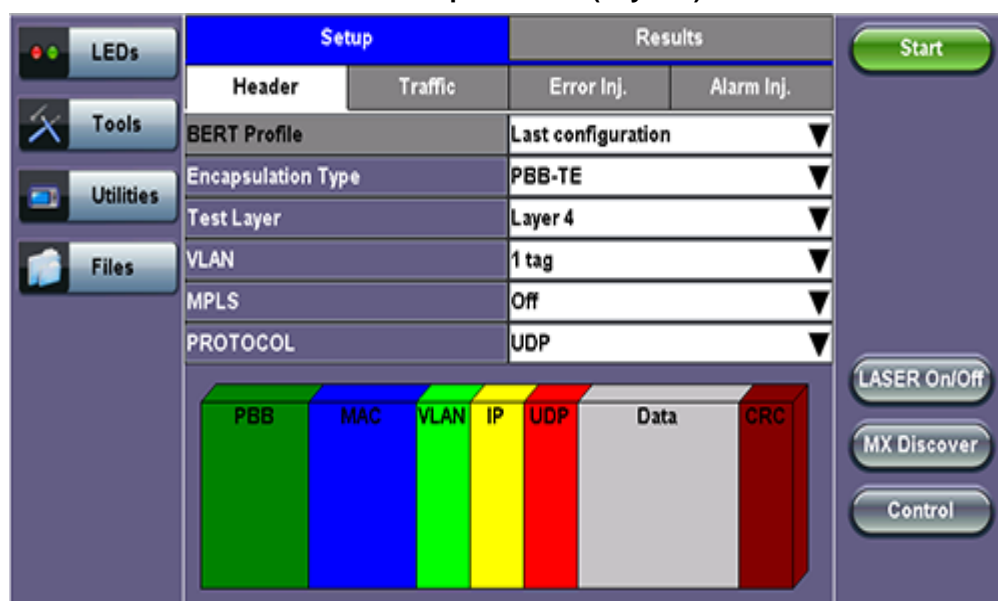 LEDs
Tools
Utilities
Files
Setup
Results
Header
Traffic
Error Inj.
Alarm Inj.
BERT Profile
Last configuration
Encapsulation Type
PBB-TE
Test Layer
Layer 4
VLAN
1 tag
MPLS
Off
PROTOCOL
UDP
PBB
MAC
VLAN
IP
UDP
Data
CRC
Start
LASER On/Off
MX Discover
Control